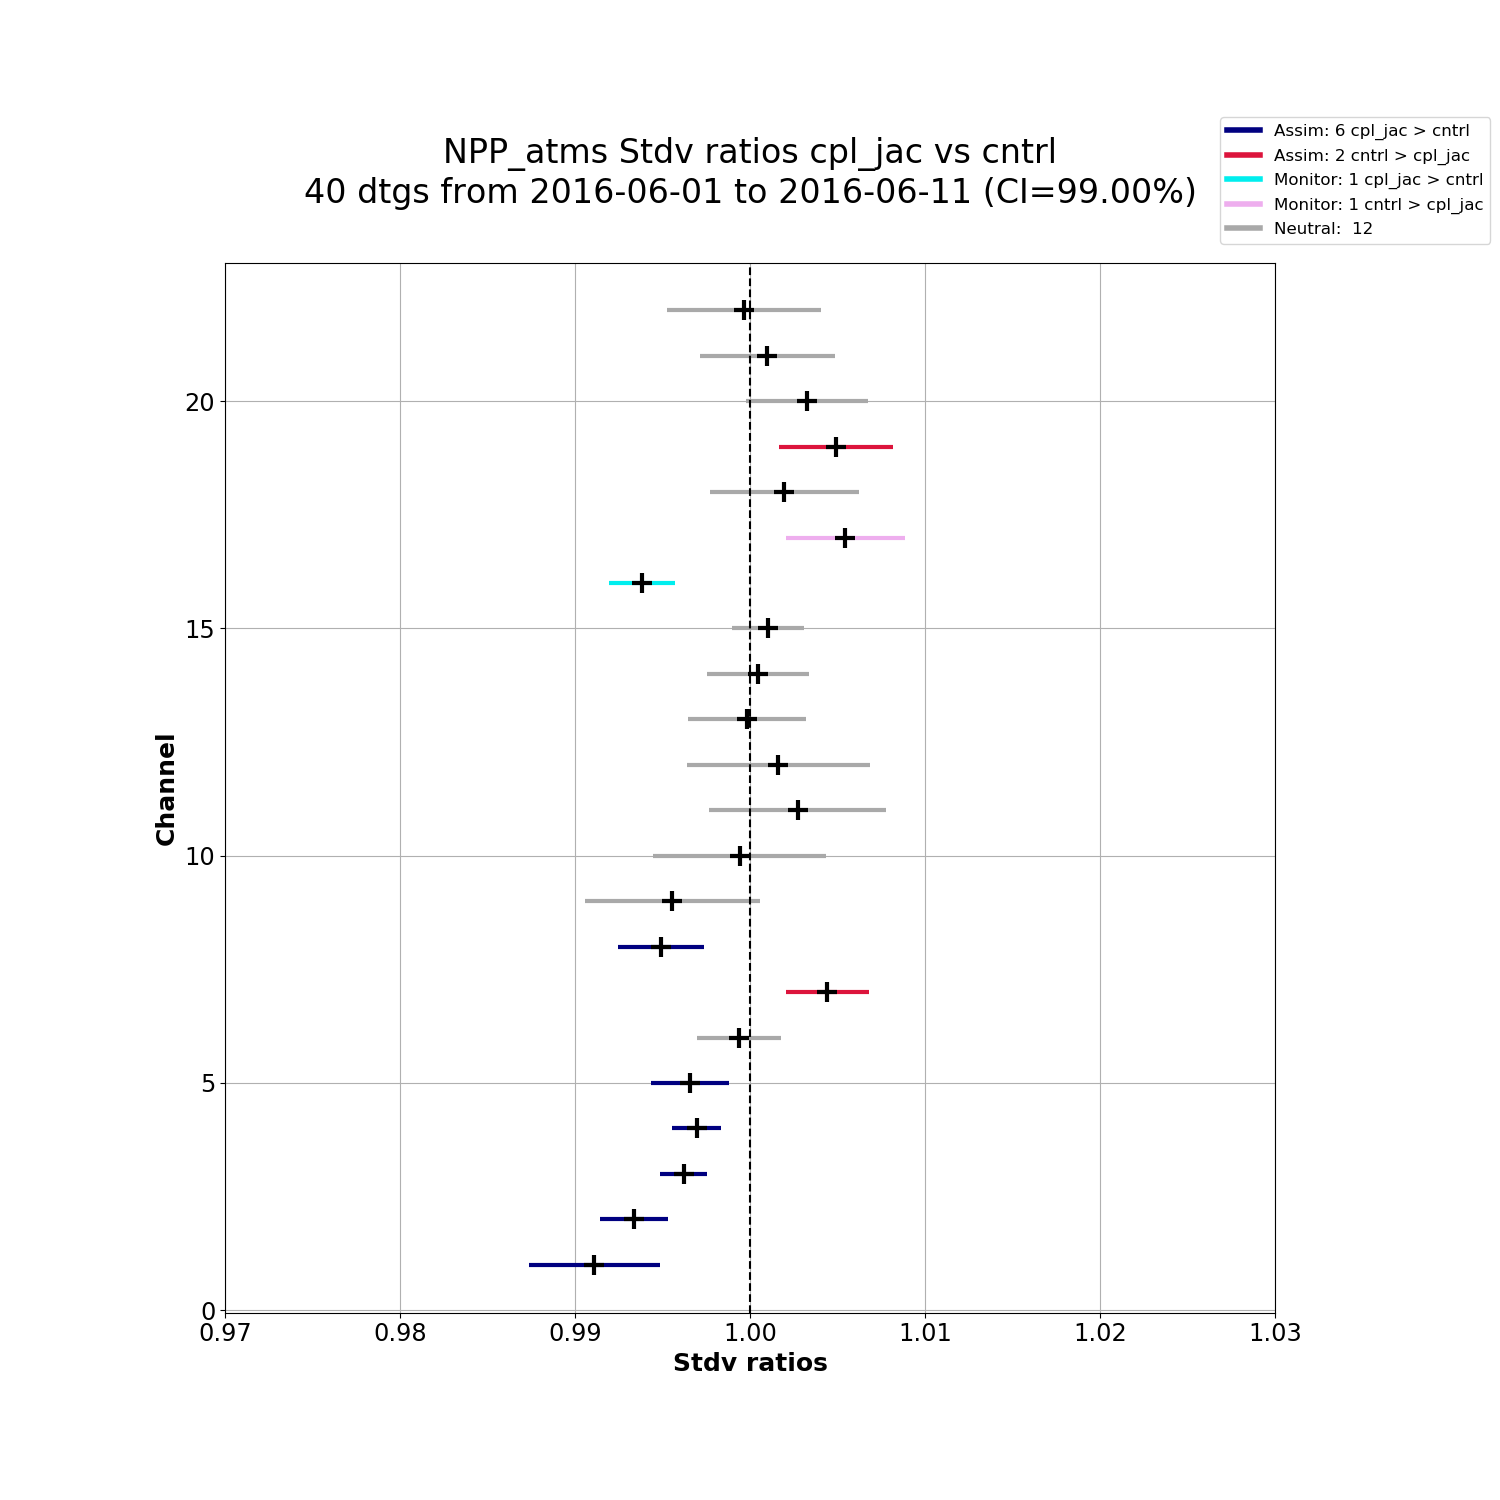 NPP_atms Stdv ratios cpl_jac vs cntrl
40 dtgs from 2016-06-01 to 2016-06-11 (CI=99.00%)
Assim: 6 cpl_jac > cntrl
Assim: 2 cntrl > cpl_jac
Monitor: 1 cpl_jac > cntrl
Monitor: 1 cntrl > cpl_jac
Neutral:  12
Channel
20
15
10
5
0
0.97 0.98 0.99 1.00 1.01 1.02 1.03
Stdv ratios